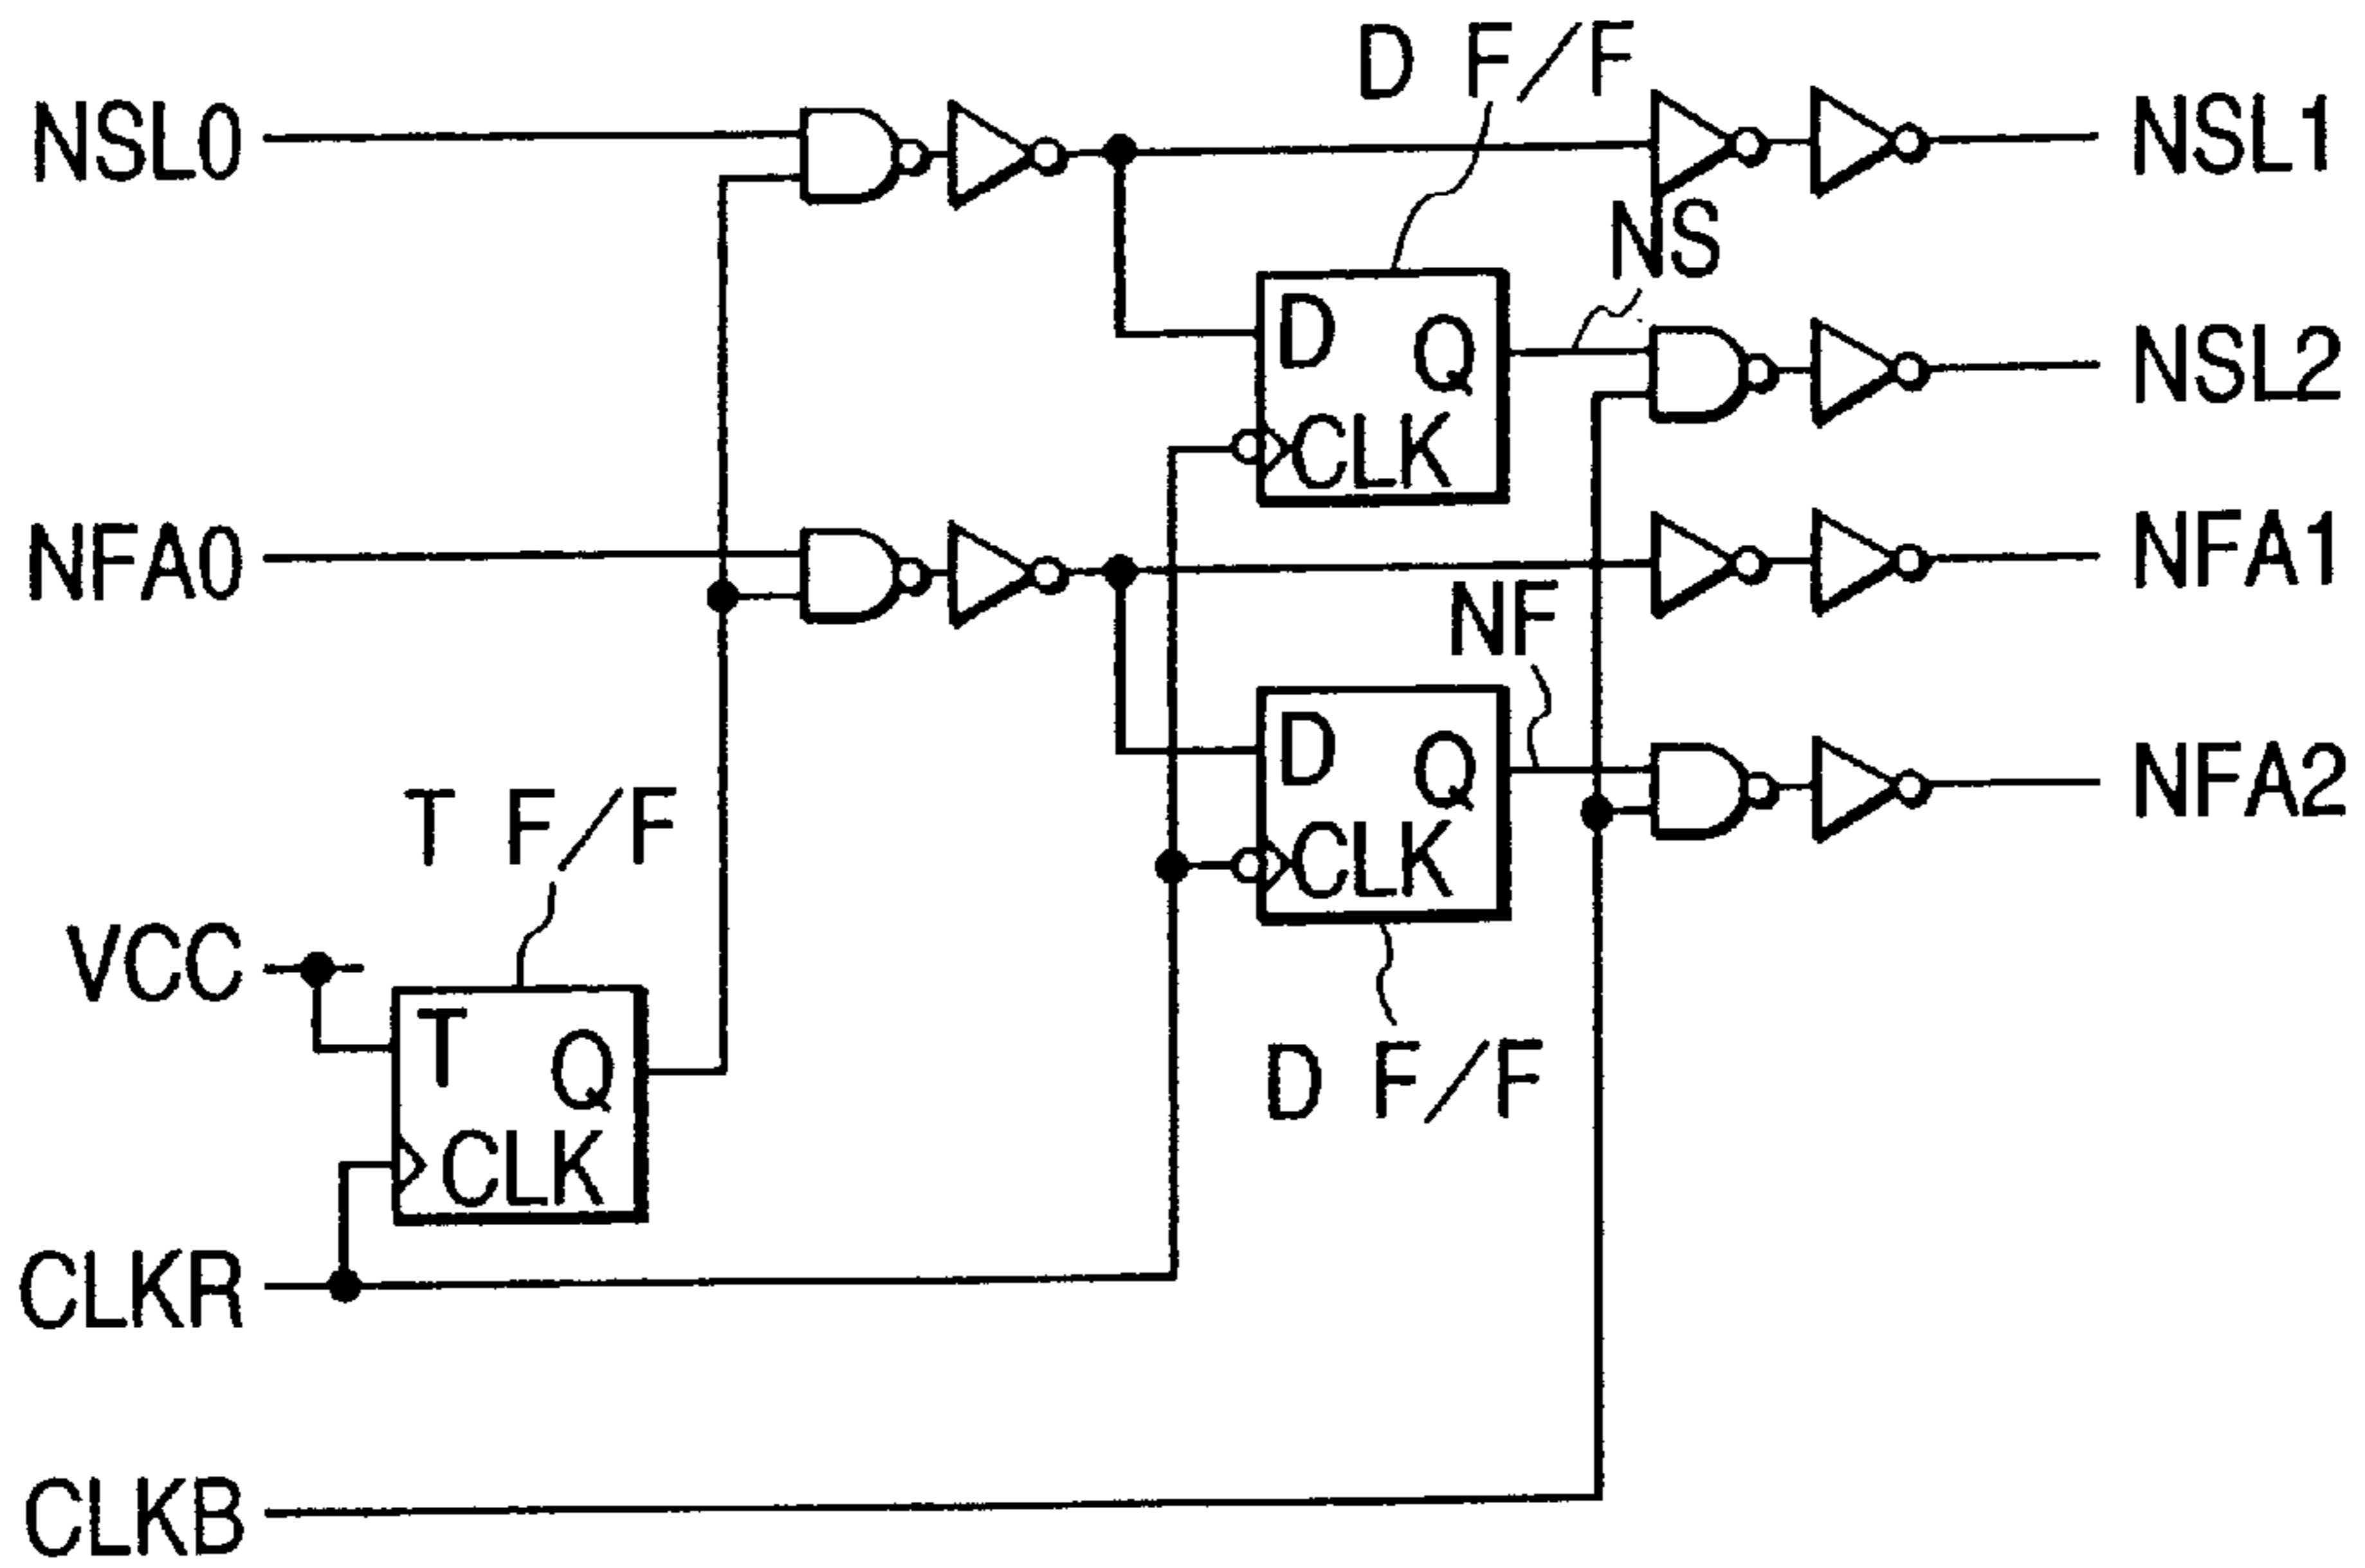 D F/F
NSL0
NSL1
NS
D
Q
CLK
NSL2
NFA0
NFA1
NF
D
Q
CLK
NFA2
T F/F
VCC
T
Q
CLK
D F/F
CLKR
CLKB